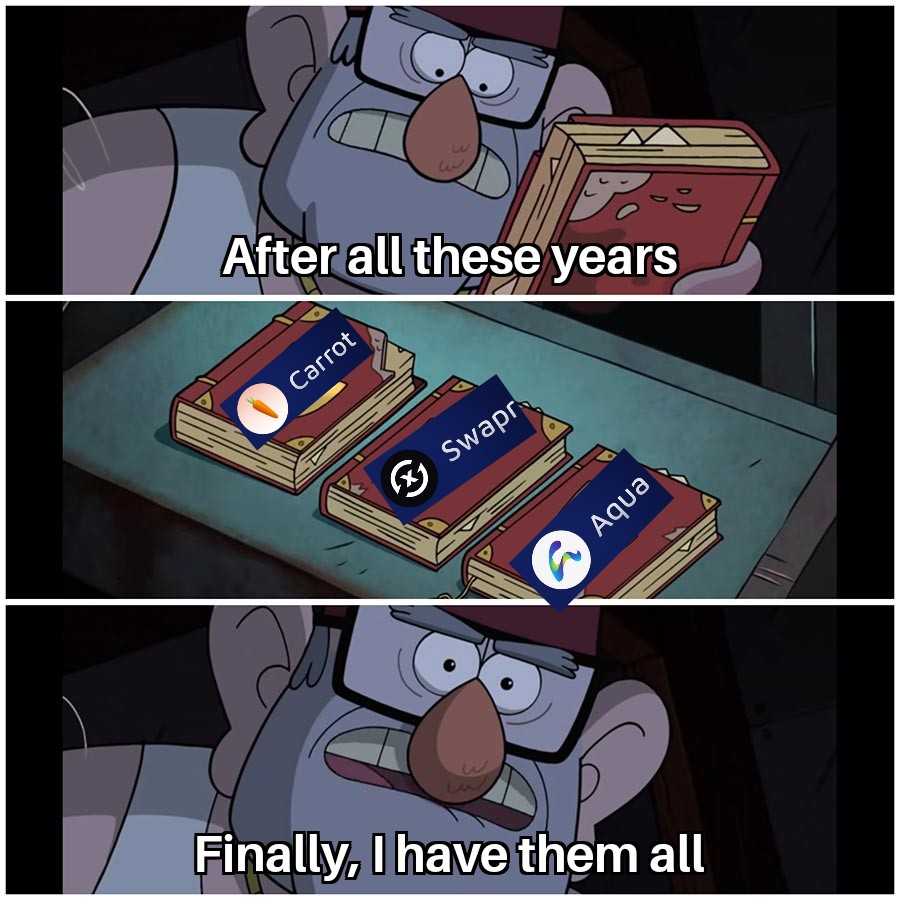 After all these years
Carrot
Swapr
Aqua
Finally, I have them all